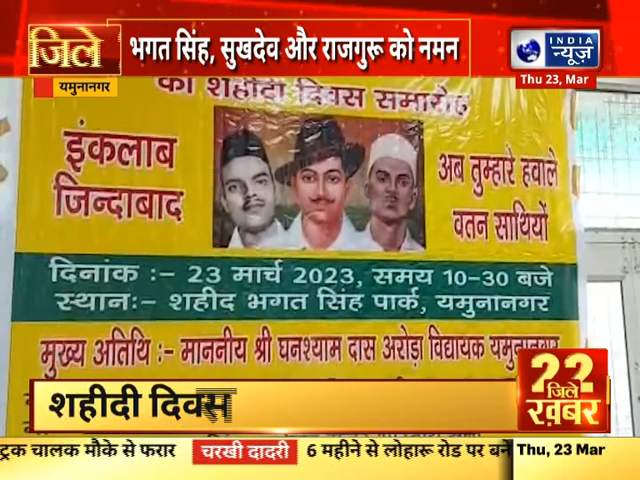 जिले
भगत सिंह, सुखदेव और राजगुरू को नमन
INDIA
न्यूज़
Thu 23, Mar
यमुनानगर
का शहीदी दिवस समारोह
इंकलाब
जिन्दाबाद
अब तुम्हारे हवाले
वतन साथियों
दिनांक :- 23 मार्च 2023, समय 10-30 बजे
स्थान:- शहीद भगत सिंह पार्क, यमुनानगर
मुख्य अतिथि :- माननीय श्री घनश्याम दास अरोड़ा विद्यायक यमुनानगर
शहीदी दिवस
22
जिले
ख़बर
ट्रक चालक मौके से फरार
चरखी दादरी
6 महीने से लोहारू रोड पर बने
Thu, 23 Mar